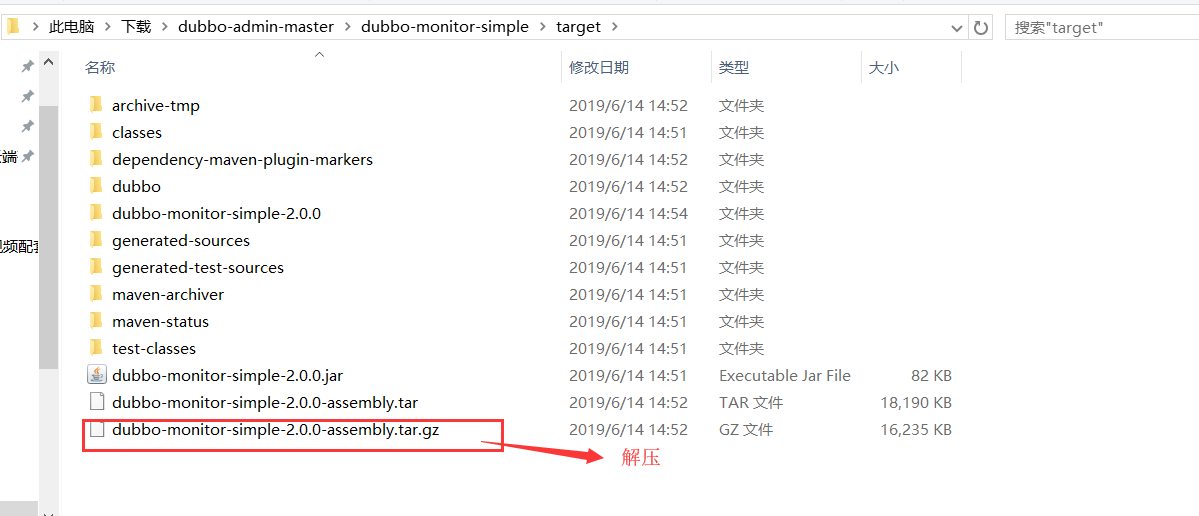 此电脑 > 下载 > dubbo-admin-master > dubbo-monitor-simple > target >
搜索"target"
名称 修改日期 类型 大小
archive-tmp 2019/6/14 14:52 文件夹
classes 2019/6/14 14:51 文件夹
dependency-maven-plugin-markers 2019/6/14 14:52 文件夹
dubbo 2019/6/14 14:52 文件夹
dubbo-monitor-simple-2.0.0 2019/6/14 14:54 文件夹
generated-sources 2019/6/14 14:51 文件夹
generated-test-sources 2019/6/14 14:51 文件夹
maven-archiver 2019/6/14 14:51 文件夹
maven-status 2019/6/14 14:51 文件夹
test-classes 2019/6/14 14:51 文件夹
dubbo-monitor-simple-2.0.0.jar 2019/6/14 14:51 Executable Jar File 82 KB
dubbo-monitor-simple-2.0.0-assembly.tar 2019/6/14 14:52 TAR 文件 18,190 KB
dubbo-monitor-simple-2.0.0-assembly.tar.gz 2019/6/14 14:52 GZ 文件 16,235 KB
解压
端
频配